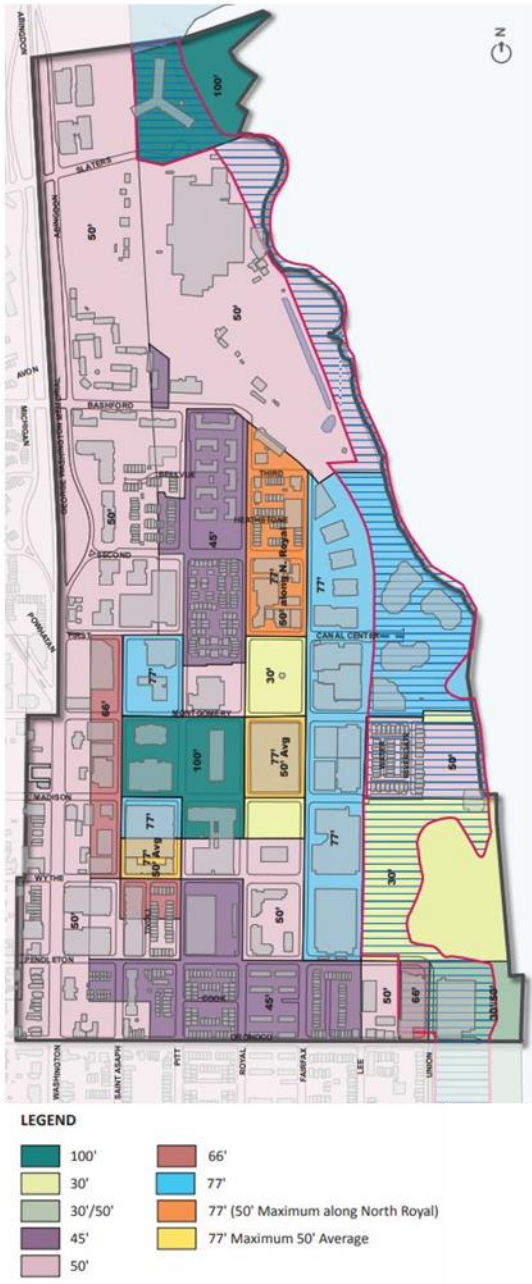 ABINGDON
N
100'
SLATERS
ABINGDON
50'
50'
AVON
BASHFORD
MICHIGAN
GEORGE WASHINGTON MEMORIAL
BELLVUE
THIRD
HEARTHSTONE
50'
45'
77'
50' along N. Royal
77'
SECOND
POWHATAN
FIRST
CANAL CENTER
77'
30'
66'
MONTGOMERY
100'
77'
50' Avg
50'
MADISON
77'
77'
77'
50' Avg
30'
WYTHE
50'
50'
PENDLETON
COOK
45'
50'
66'
30'/50'
ORONOCO
WASHINGTON
SAINT ASAPH
PITT
ROYAL
FAIRFAX
LEE
UNION
LEGEND
100'
66'
30'
77'
30'/50'
77' (50' Maximum along North Royal)
45'
77' Maximum 50' Average
50'